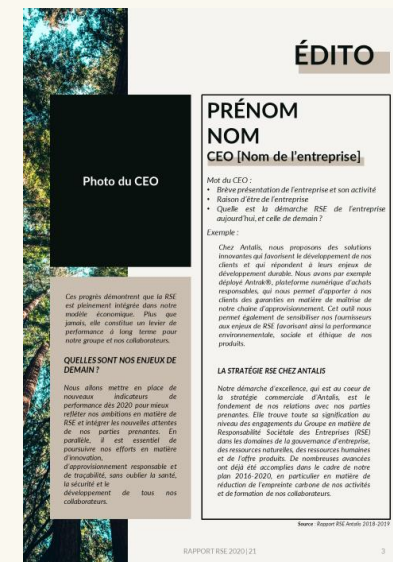 ÉDITO
Photo du CEO
PRÉNOM
NOM
CEO [Nom de l'entreprise]
Mot du CEO :
• Brève présentation de l'entreprise et son activité
• Raison d'être de l'entreprise
• Quelle est la démarche RSE de l'entreprise
aujourd'hui, et celle de demain ?
Exemple :
Chez Antalis, nous proposons des solutions
innovantes qui favorisent le développement de nos
clients et qui répondent à leurs enjeux de
développement durable. Nous avons par exemple
déployé Antrak®, plateforme numérique d'achats
responsables, qui nous permet d'apporter à nos
clients des garanties en matière de maîtrise de
notre chaîne d'approvisionnement. Cet outil nous
permet également de sensibiliser nos fournisseurs
aux enjeux de RSE favorisant ainsi la performance
environnementale, sociale et éthique de nos
produits.
LA STRATÉGIE RSE CHEZ ANTALIS
Notre démarche d'excellence, qui est au coeur de
la stratégie commerciale d'Antalis, est le
fondement de nos relations avec nos parties
prenantes. Elle trouve toute sa signification au
niveau des engagements du Groupe en matière de
Responsabilité Sociétale des Entreprises (RSE)
dans les domaines de la gouvernance d'entreprise,
des ressources naturelles, des ressources humaines
et de l'offre produits. De nombreuses avancées
ont déjà été accomplies dans le cadre de notre
plan 2016-2020, en particulier en matière de
réduction de l'empreinte carbone de nos activités
et de formation de nos collaborateurs.
Ces progrès démontrent que la RSE
est pleinement intégrée dans notre
modèle économique. Plus que
jamais, elle constitue un levier de
performance à long terme pour
notre groupe et nos collaborateurs.
QUELLES SONT NOS ENJEUX DE
DEMAIN ?
Nous allons mettre en place de
nouveaux indicateurs de
performance dès 2020 pour mieux
refléter nos ambitions en matière de
RSE et intégrer les nouvelles attentes
de nos parties prenantes. En
parallèle, il est essentiel de
poursuivre nos efforts en matière
d'innovation,
d'approvisionnement responsable et
de traçabilité, sans oublier la santé,
la sécurité et le
développement de tous nos
collaborateurs.
Source : Rapport RSE Antalis 2018-2019
RAPPORT RSE 2020|21
3